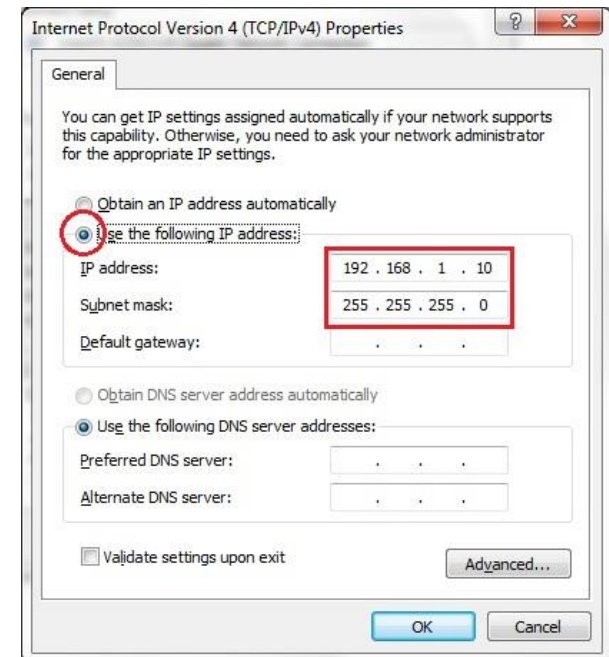 Internet Protocol Version 4 (TCP/IPv4) Properties
General
You can get IP settings assigned automatically if your network supports
this capability. Otherwise, you need to ask your network administrator
for the appropriate IP settings.
Obtain an IP address automatically
Use the following IP address:
IP address: 192 . 168 . 1 . 10
Subnet mask: 255 . 255 . 255 . 0
Default gateway: . . .
Obtain DNS server address automatically
Use the following DNS server addresses:
Preferred DNS server: . . .
Alternate DNS server: . . .
Validate settings upon exit
Advanced...
OK Cancel